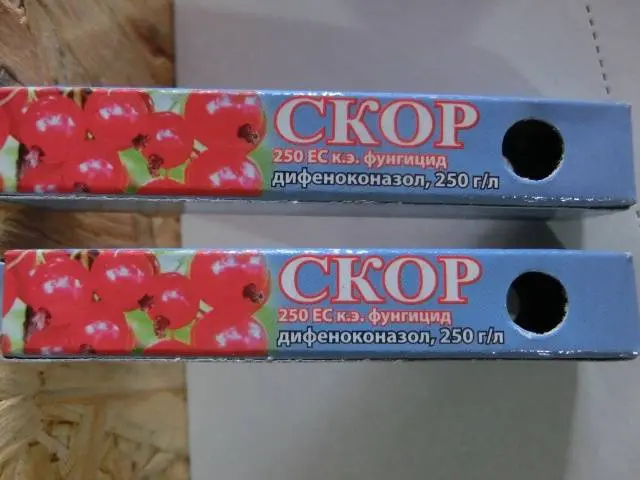 СКОР
250 ЕС к.э. фунгицид
дифеноконазол, 250 г/л
СКОР
250 ЕС к.э. фунгицид
дифеноконазол, 250 г/л